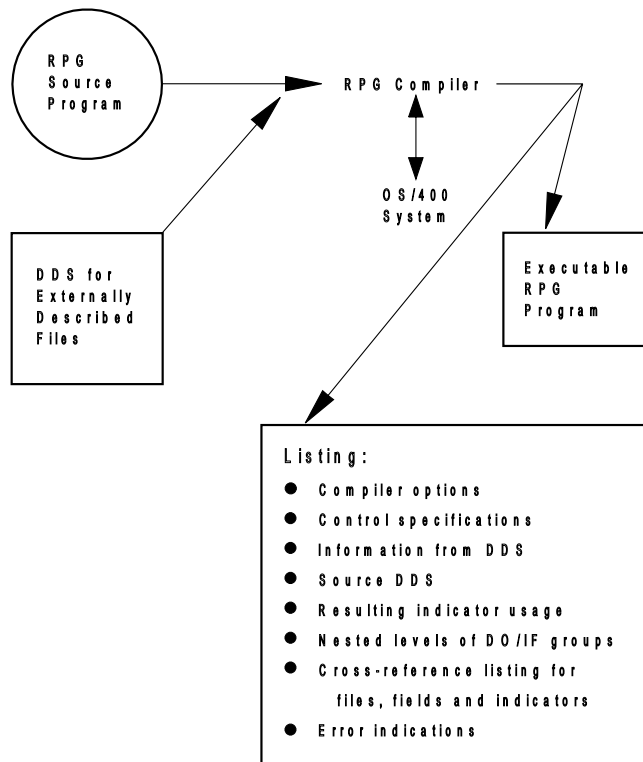 RPG
Source
Program
RPG Compiler
OS/400
System
DDS for
Externally
Described
Files
Executable
RPG
Program
Listing:
● Compiler options
● Control specifications
● Information from DDS
● Source DDS
● Resulting indicator usage
● Nested levels of DO/IF groups
● Cross-reference listing for
files, fields and indicators
● Error indications